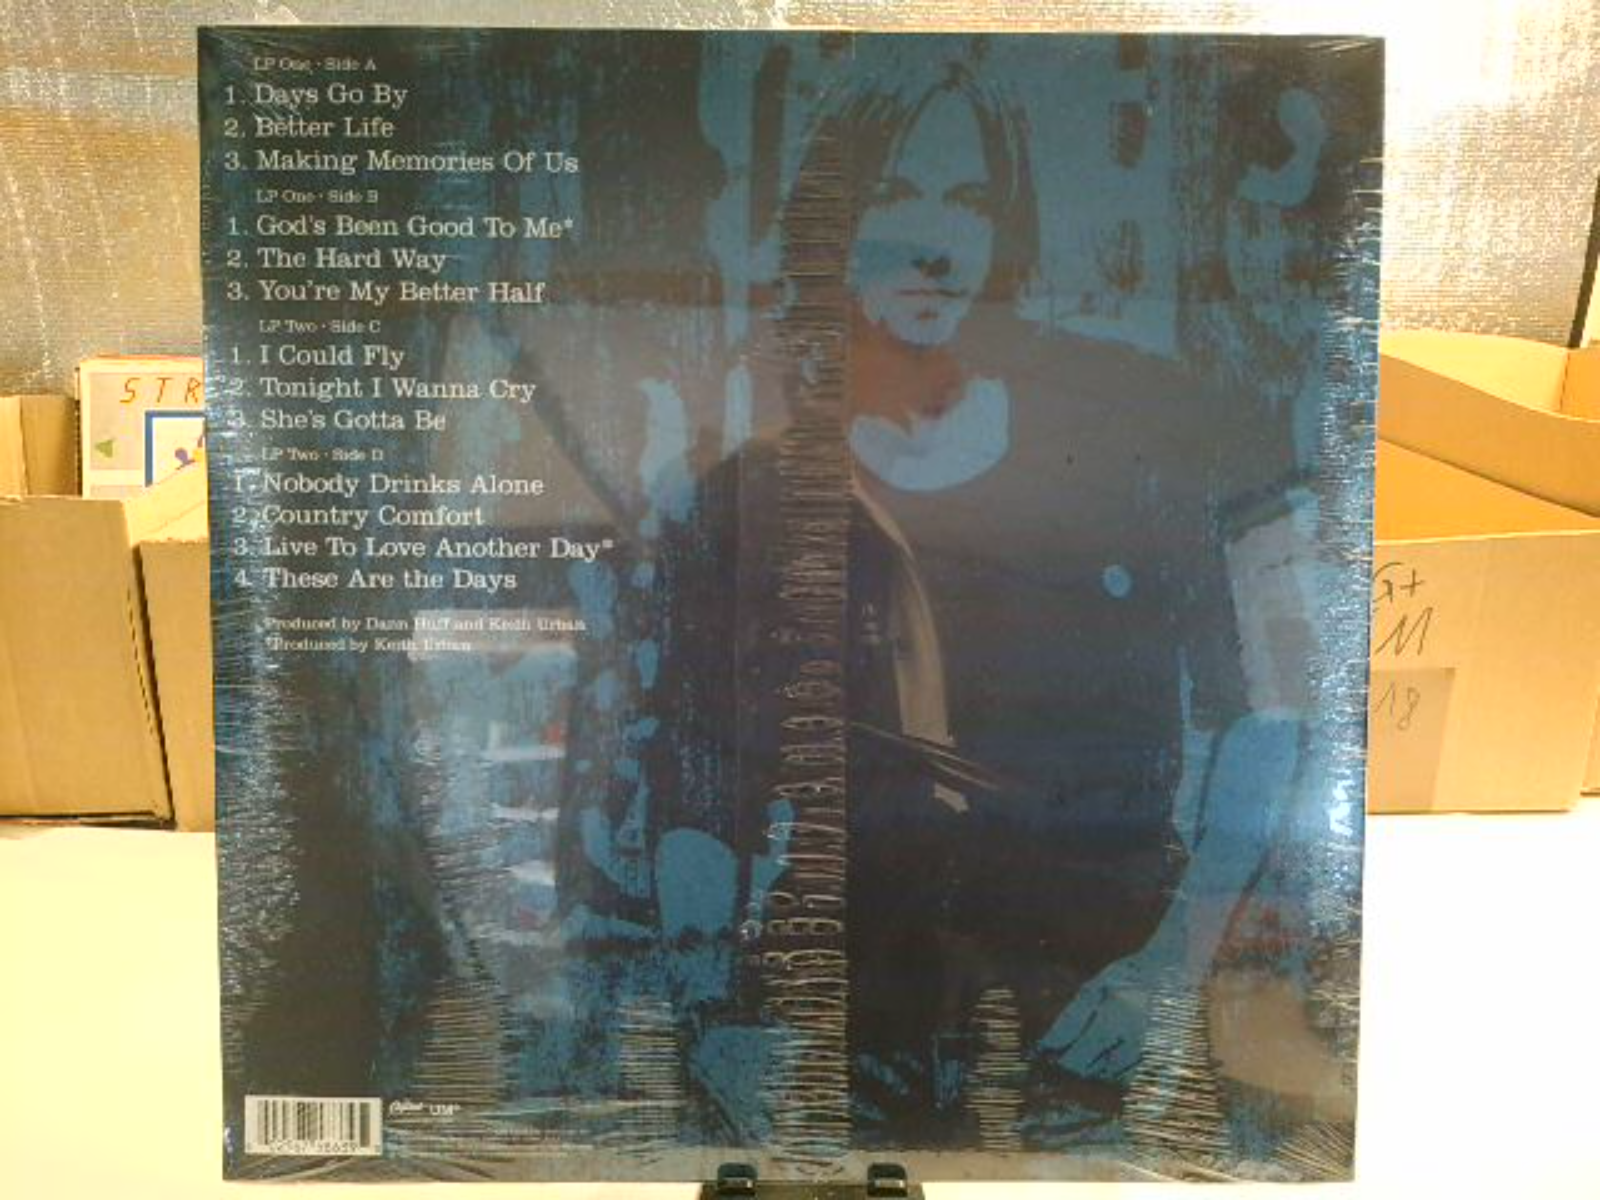 LP One · Side A
1. Days Go By
2. Better Life
3. Making Memories Of Us
LP One · Side B
1. God's Been Good To Me*
2. The Hard Way
3. You're My Better Half
LP Two · Side C
1. I Could Fly
2. Tonight I Wanna Cry
3. She's Gotta Be
LP Two · Side D
1. Nobody Drinks Alone
2. Country Comfort
3. Live To Love Another Day*
4. These Are the Days
Produced by Dann Huff and Keith Urban
*Produced by Keith Urban
Capitol
STR
G+
11
18